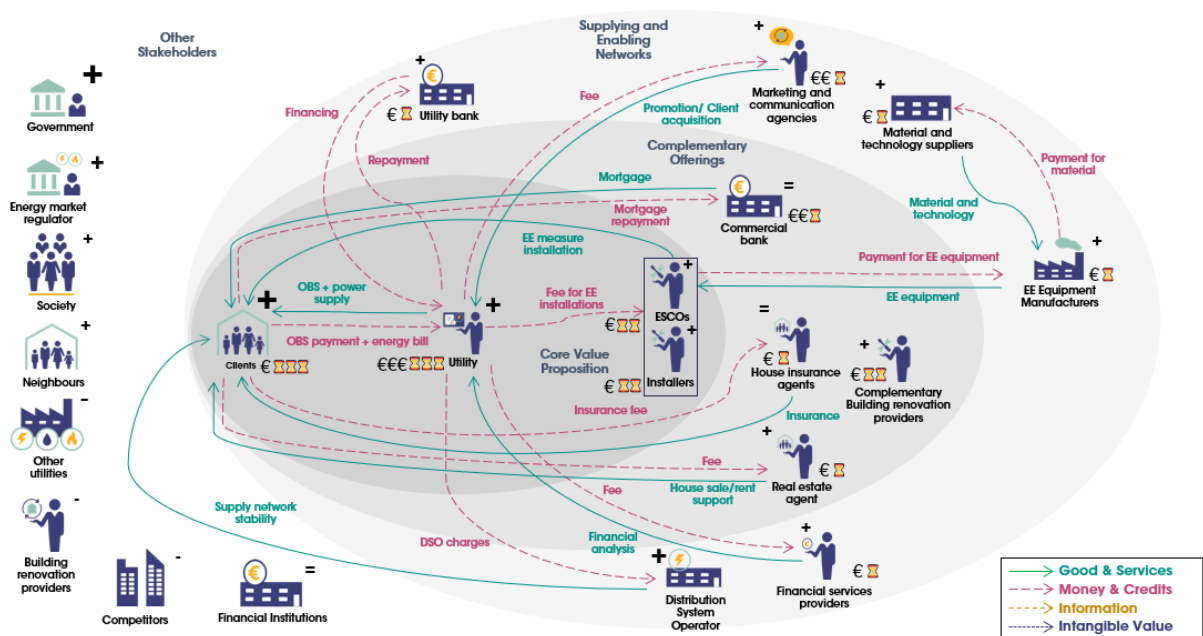 Other
Stakeholders
Supplying and
Enabling
Networks
Government
Energy market
regulator
Society
Neighbours
Other
utilities
Building
renovation
providers
Competitors
Financial Institutions
Financing
Repayment
Utility bank
Fee
Promotion/ Client
acquisition
Marketing and
communication
agencies
Material and
technology suppliers
Payment for
material
Material and
technology
Complementary
Offerings
Mortgage
Mortgage
repayment
Commercial
bank
EE measure
installation
Payment for EE equipment
EE equipment
EE Equipment
Manufacturers
OBS + power
supply
OBS payment + energy bill
Clients
Utility
Fee for EE
installations
ESCOs
Installers
Core Value
Proposition
House insurance
agents
Complementary
Building renovation
providers
Insurance fee
Insurance
Fee
House sale/rent
support
Real estate
agent
Supply network
stability
DSO charges
Fee
Financial
analysis
Distribution
System
Operator
Financial services
providers
Good & Services
Money & Credits
Information
Intangible Value